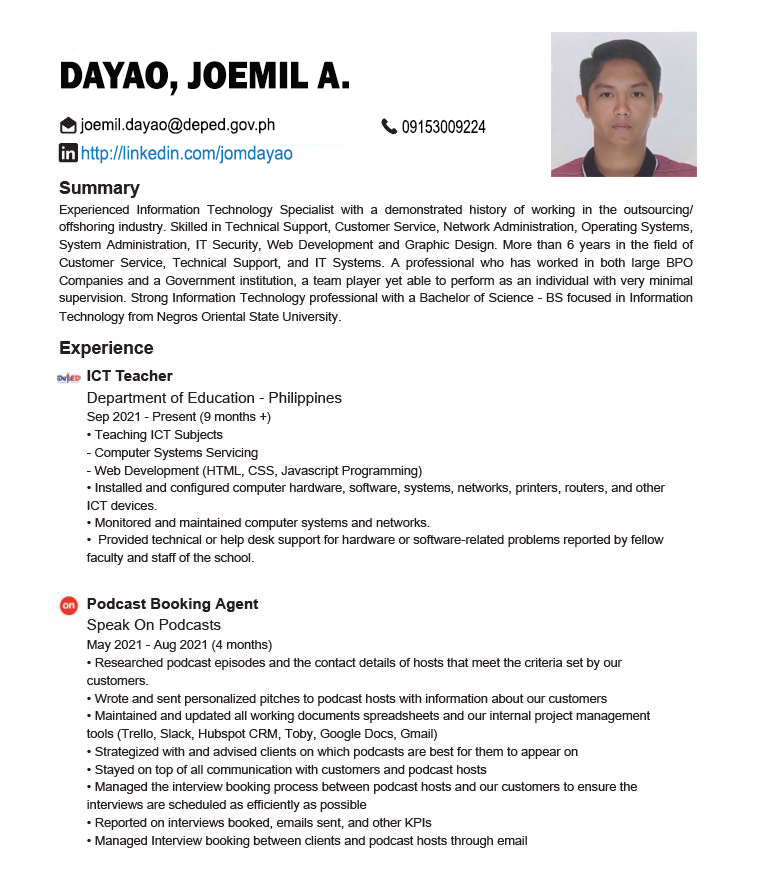 DAYAO, JOEMIL A.
joemil.dayao@deped.gov.ph
09153009224
in http://linkedin.com/jomdayao
Summary
Experienced Information Technology Specialist with a demonstrated history of working in the outsourcing/
offshoring industry. Skilled in Technical Support, Customer Service, Network Administration, Operating Systems,
System Administration, IT Security, Web Development and Graphic Design. More than 6 years in the field of
Customer Service, Technical Support, and IT Systems. A professional who has worked in both large BPO
Companies and a Government institution, a team player yet able to perform as an individual with very minimal
supervision. Strong Information Technology professional with a Bachelor of Science - BS focused in Information
Technology from Negros Oriental State University.
Experience
DepED ICT Teacher
Department of Education - Philippines
Sep 2021 - Present (9 months +)
• Teaching ICT Subjects
- Computer Systems Servicing
- Web Development (HTML, CSS, Javascript Programming)
• Installed and configured computer hardware, software, systems, networks, printers, routers, and other
ICT devices.
• Monitored and maintained computer systems and networks.
• Provided technical or help desk support for hardware or software-related problems reported by fellow
faculty and staff of the school.
on Podcast Booking Agent
Speak On Podcasts
May 2021 - Aug 2021 (4 months)
• Researched podcast episodes and the contact details of hosts that meet the criteria set by our
customers.
• Wrote and sent personalized pitches to podcast hosts with information about our customers
• Maintained and updated all working documents spreadsheets and our internal project management
tools (Trello, Slack, Hubspot CRM, Toby, Google Docs, Gmail)
• Strategized with and advised clients on which podcasts are best for them to appear on
• Stayed on top of all communication with customers and podcast hosts
• Managed the interview booking process between podcast hosts and our customers to ensure the
interviews are scheduled as efficiently as possible
• Reported on interviews booked, emails sent, and other KPIs
• Managed Interview booking between clients and podcast hosts through email